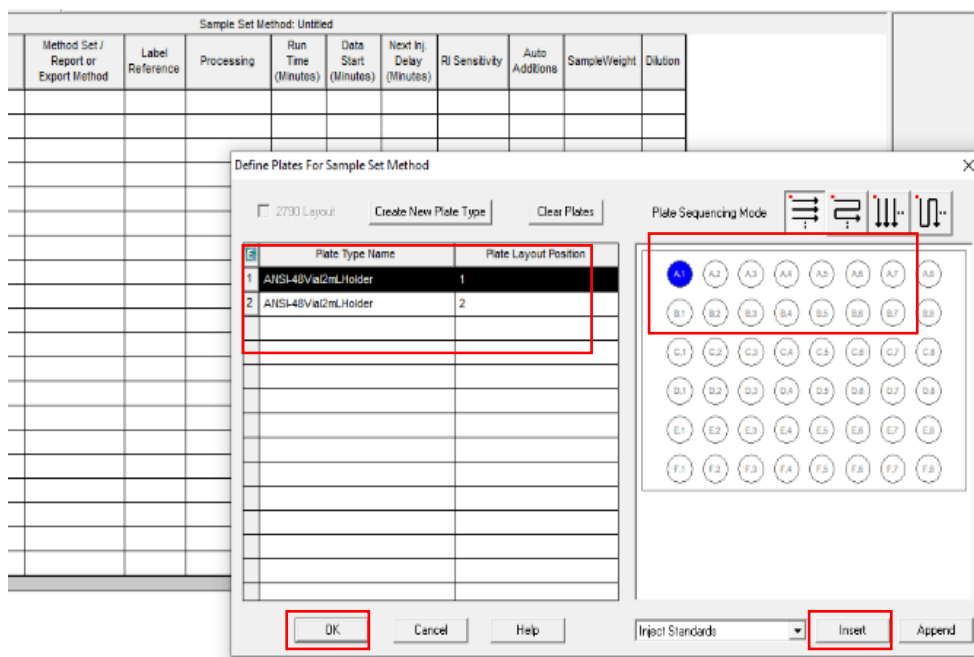 Sample Set Method: Untitled
Method Set / Report or Export Method
Label Reference
Processing
Run Time (Minutes)
Data Start (Minutes)
Next Inj. Delay (Minutes)
RI Sensitivity
Auto Additions
SampleWeight
Dilution
Define Plates For Sample Set Method
2790 Layout
Create New Plate Type
Clear Plates
Plate Sequencing Mode
Plate Type Name Plate Layout Position
1 ANSI-48Vial2mLHolder 1
2 ANSI-48Vial2mLHolder 2
A,1 A,2 A,3 A,4 A,5 A,6 A,7 A,8
B,1 B,2 B,3 B,4 B,5 B,6 B,7 B,8
C,1 C,2 C,3 C,4 C,5 C,6 C,7 C,8
D,1 D,2 D,3 D,4 D,5 D,6 D,7 D,8
E,1 E,2 E,3 E,4 E,5 E,6 E,7 E,8
F,1 F,2 F,3 F,4 F,5 F,6 F,7 F,8
OK Cancel Help Inject Standards Insert Append